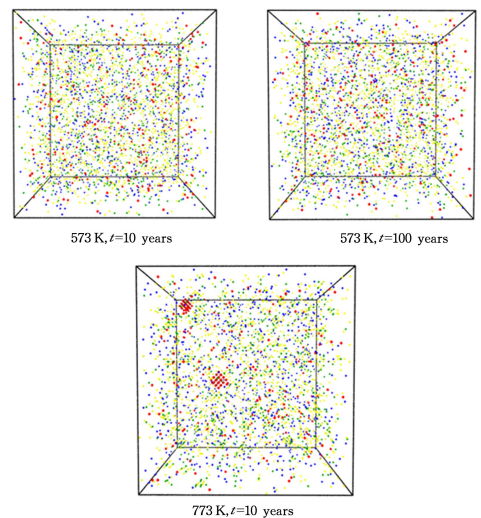 573 K, t=10 years
573 K, t=100 years
773 K, t=10 years